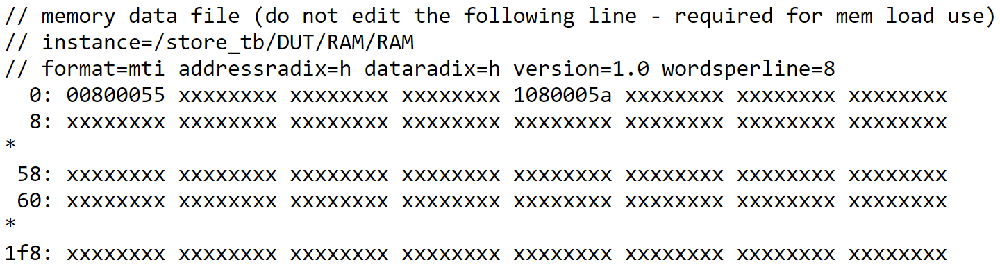 // memory data file (do not edit the following line - required for mem load use)
// instance=/store_tb/DUT/RAM/RAM
// format=mti addressradix=h dataradix=h version=1.0 wordsperline=8
  0: 00800055 xxxxxxxx xxxxxxxx xxxxxxxx 1080005a xxxxxxxx xxxxxxxx xxxxxxxx
  8: xxxxxxxx xxxxxxxx xxxxxxxx xxxxxxxx xxxxxxxx xxxxxxxx xxxxxxxx xxxxxxxx
*
 58: xxxxxxxx xxxxxxxx xxxxxxxx xxxxxxxx xxxxxxxx xxxxxxxx xxxxxxxx xxxxxxxx
 60: xxxxxxxx xxxxxxxx xxxxxxxx xxxxxxxx xxxxxxxx xxxxxxxx xxxxxxxx xxxxxxxx
*
1f8: xxxxxxxx xxxxxxxx xxxxxxxx xxxxxxxx xxxxxxxx xxxxxxxx xxxxxxxx xxxxxxxx